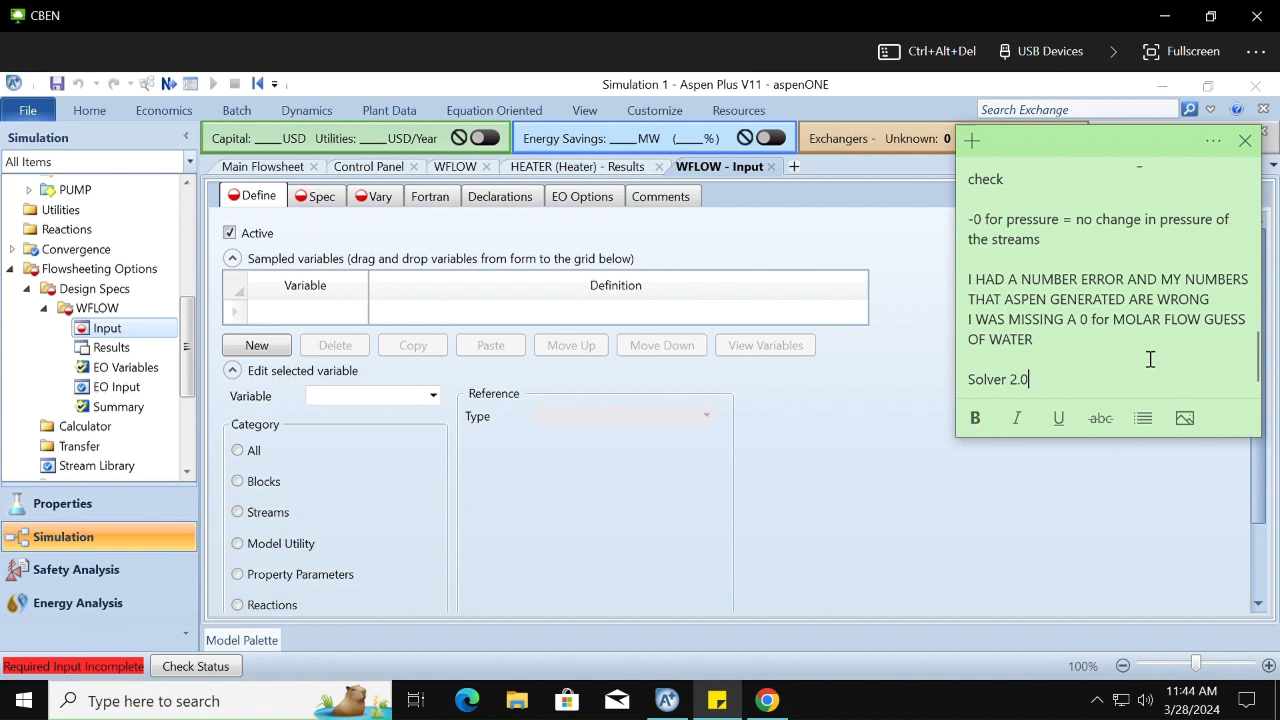 CBEN
Ctrl+Alt+Del
USB Devices
Fullscreen
Simulation 1 - Aspen Plus V11 - aspenONE
File
Home
Economics
Batch
Dynamics
Plant Data
Equation Oriented
View
Customize
Resources
Search Exchange
Simulation
Capital: ____USD Utilities: ____USD/Year
Energy Savings: ____MW (____%)
Exchangers - Unknown: 0
All Items
Main Flowsheet
Control Panel
WFLOW
HEATER (Heater) - Results
WFLOW - Input
PUMP
Utilities
Reactions
Convergence
Flowsheeting Options
Design Specs
WFLOW
Input
Results
EO Variables
EO Input
Summary
Calculator
Transfer
Stream Library
Properties
Simulation
Safety Analysis
Energy Analysis
Define
Spec
Vary
Fortran
Declarations
EO Options
Comments
Active
Sampled variables (drag and drop variables from form to the grid below)
Variable
Definition
New
Delete
Copy
Paste
Move Up
Move Down
View Variables
Edit selected variable
Variable
Category
All
Blocks
Streams
Model Utility
Property Parameters
Reactions
Reference
Type
check
-0 for pressure = no change in pressure of
the streams
I HAD A NUMBER ERROR AND MY NUMBERS
THAT ASPEN GENERATED ARE WRONG
I WAS MISSING A 0 for MOLAR FLOW GUESS
OF WATER
Solver 2.0
B
I
U
abc
Model Palette
Required Input Incomplete
Check Status
100%
Type here to search
11:44 AM
3/28/2024